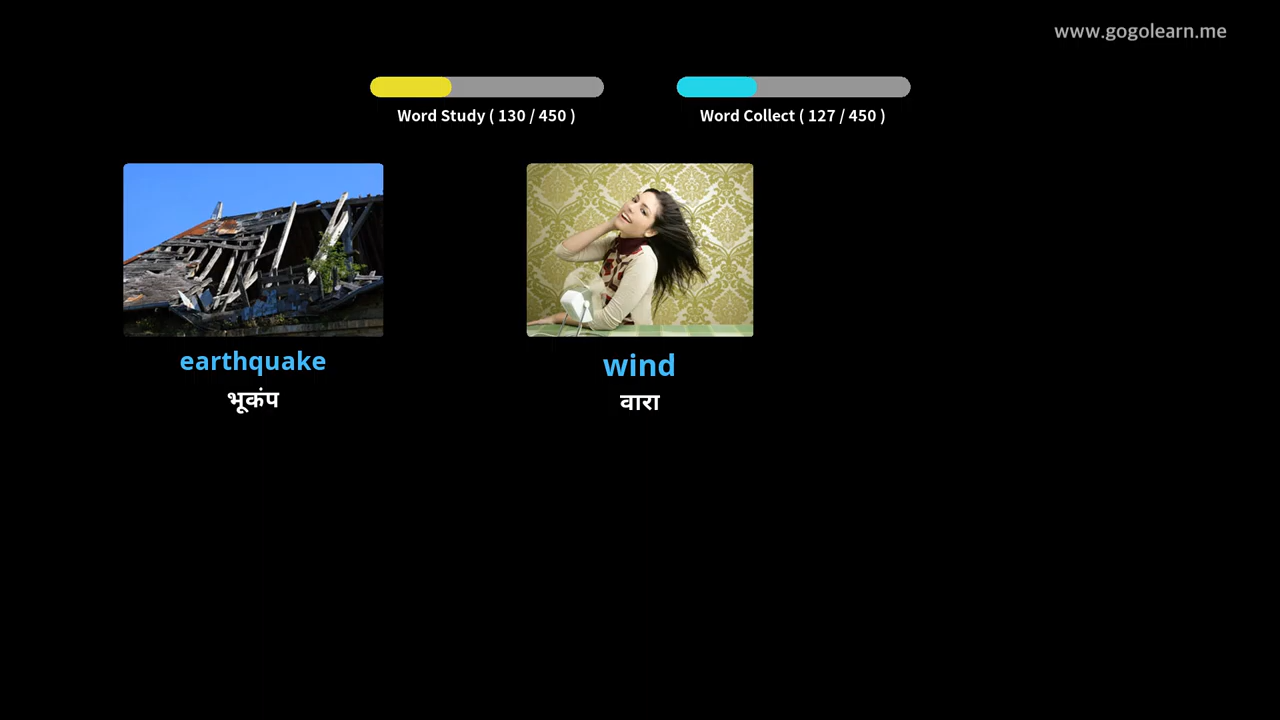 www.gogolearn.me
Word Study ( 130 / 450 )
Word Collect ( 127 / 450 )
earthquake
भूकंप
wind
वारा